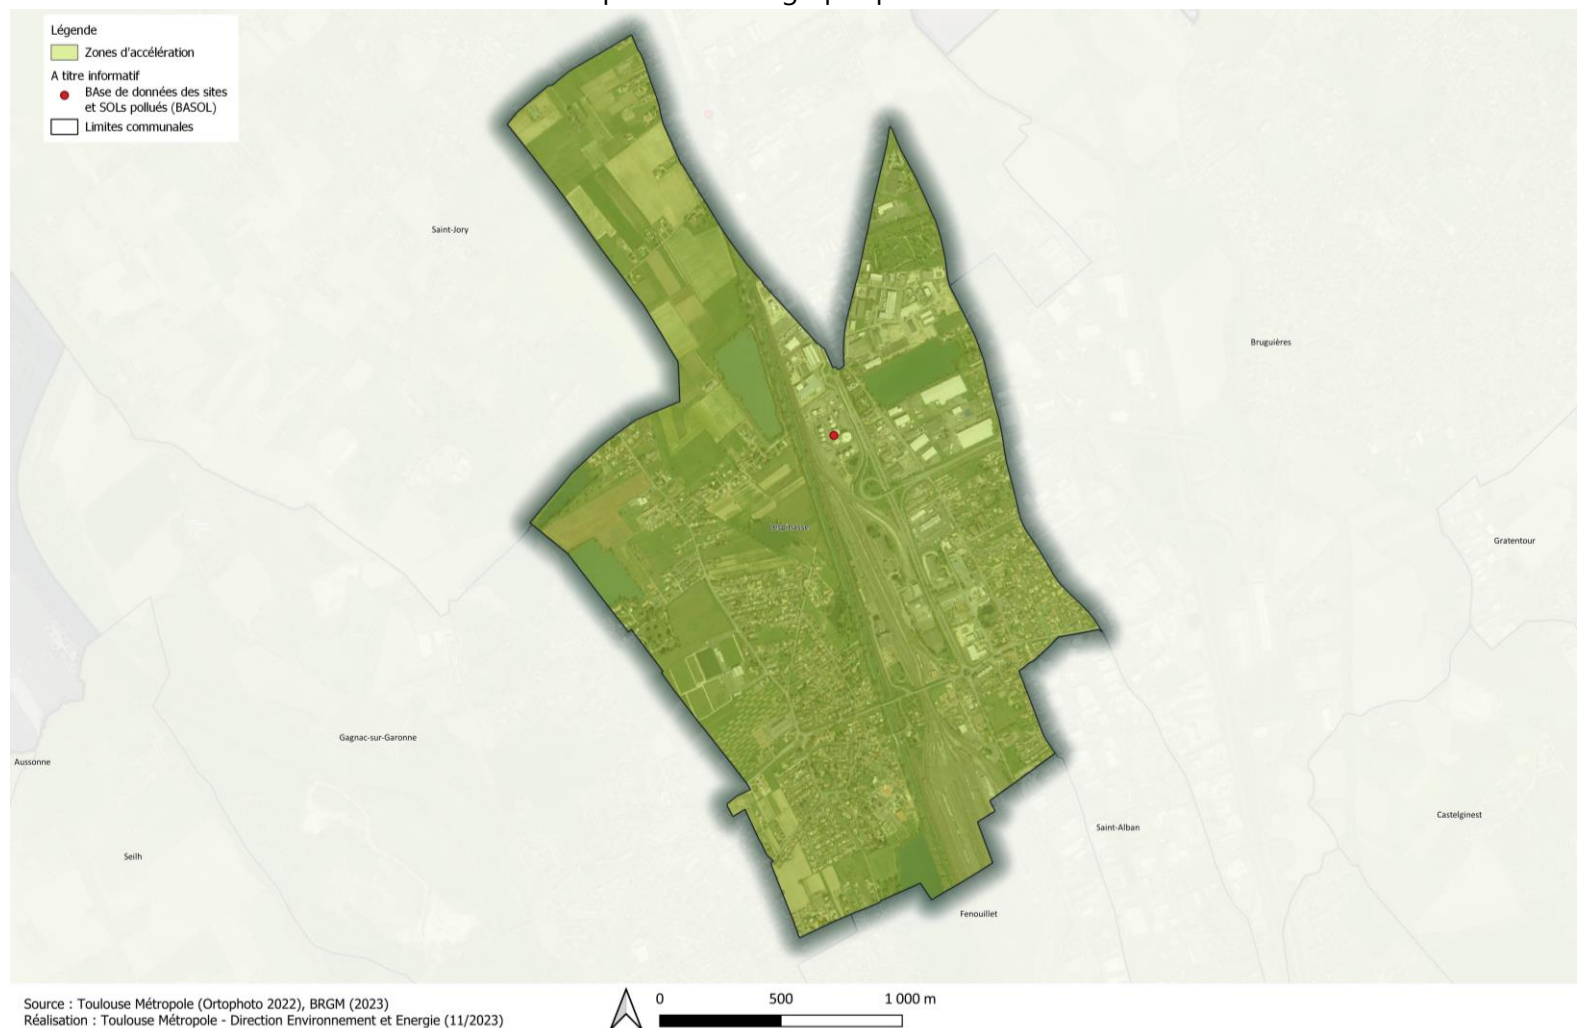 Légende
Zones d'accélération
A titre informatif
BAse de données des sites
et SOLs pollués (BASOL)
Limites communales
Saint-Jory
Bruguières
Gratentour
Gagnac-sur-Garonne
Aussonne
Castelginest
Saint-Alban
Seilh
Fenouillet
Source : Toulouse Métropole (Ortophoto 2022), BRGM (2023)
Réalisation : Toulouse Métropole - Direction Environnement et Energie (11/2023)
0 500 1 000 m